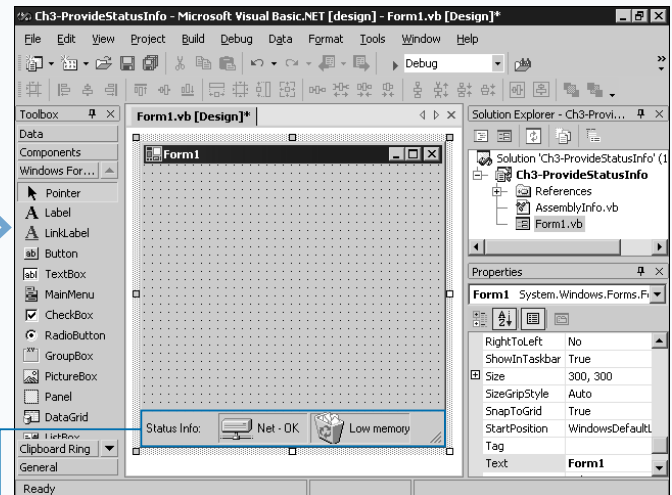 Ch3-ProvideStatusInfo - Microsoft Visual Basic.NET [design] - Form1.vb [Design]*
File Edit View Project Build Debug Data Format Tools Window Help
Debug
Toolbox
Data
Components
Windows For...
Pointer
A Label
A LinkLabel
ab Button
abl TextBox
MainMenu
CheckBox
RadioButton
XY GroupBox
PictureBox
Panel
DataGrid
ListBox
Clipboard Ring
General
Form1.vb [Design]*
Form1
Status Info: Net - OK Low memory
Solution Explorer - Ch3-Provi...
Solution 'Ch3-ProvideStatusInfo' (1
Ch3-ProvideStatusInfo
References
AssemblyInfo.vb
Form1.vb
Properties
Form1 System.Windows.Forms.F
RightToLeft No
ShowInTaskbar True
Size 300, 300
SizeGripStyle Auto
SnapToGrid True
StartPosition WindowsDefaultL
Tag
Text Form1
Ready